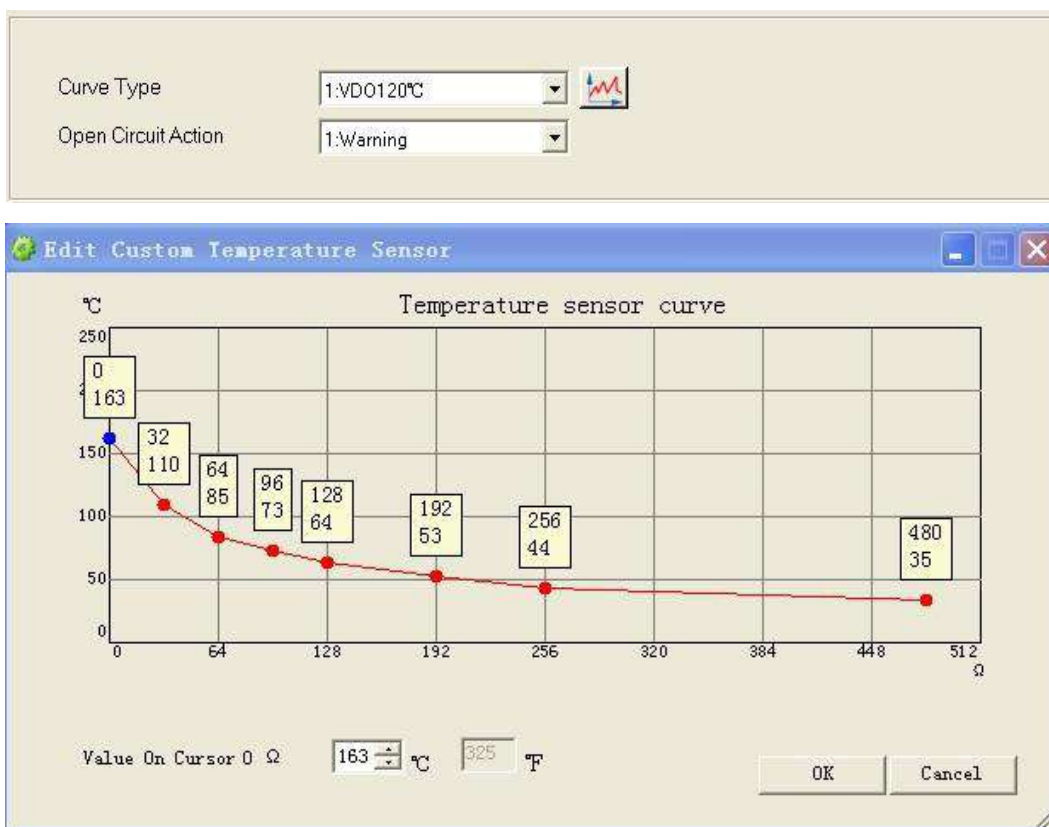 Curve Type 1:VDO120℃
Open Circuit Action 1:Warning
Edit Custom Temperature Sensor
℃ Temperature sensor curve
250
0
163
150
100
50
0
32
110
64
85
96
73
128
64
192
53
256
44
480
35
0 64 128 192 256 320 384 448 512
Ω
Value On Cursor 0 Ω 163 ℃ 325 ℉
OK Cancel